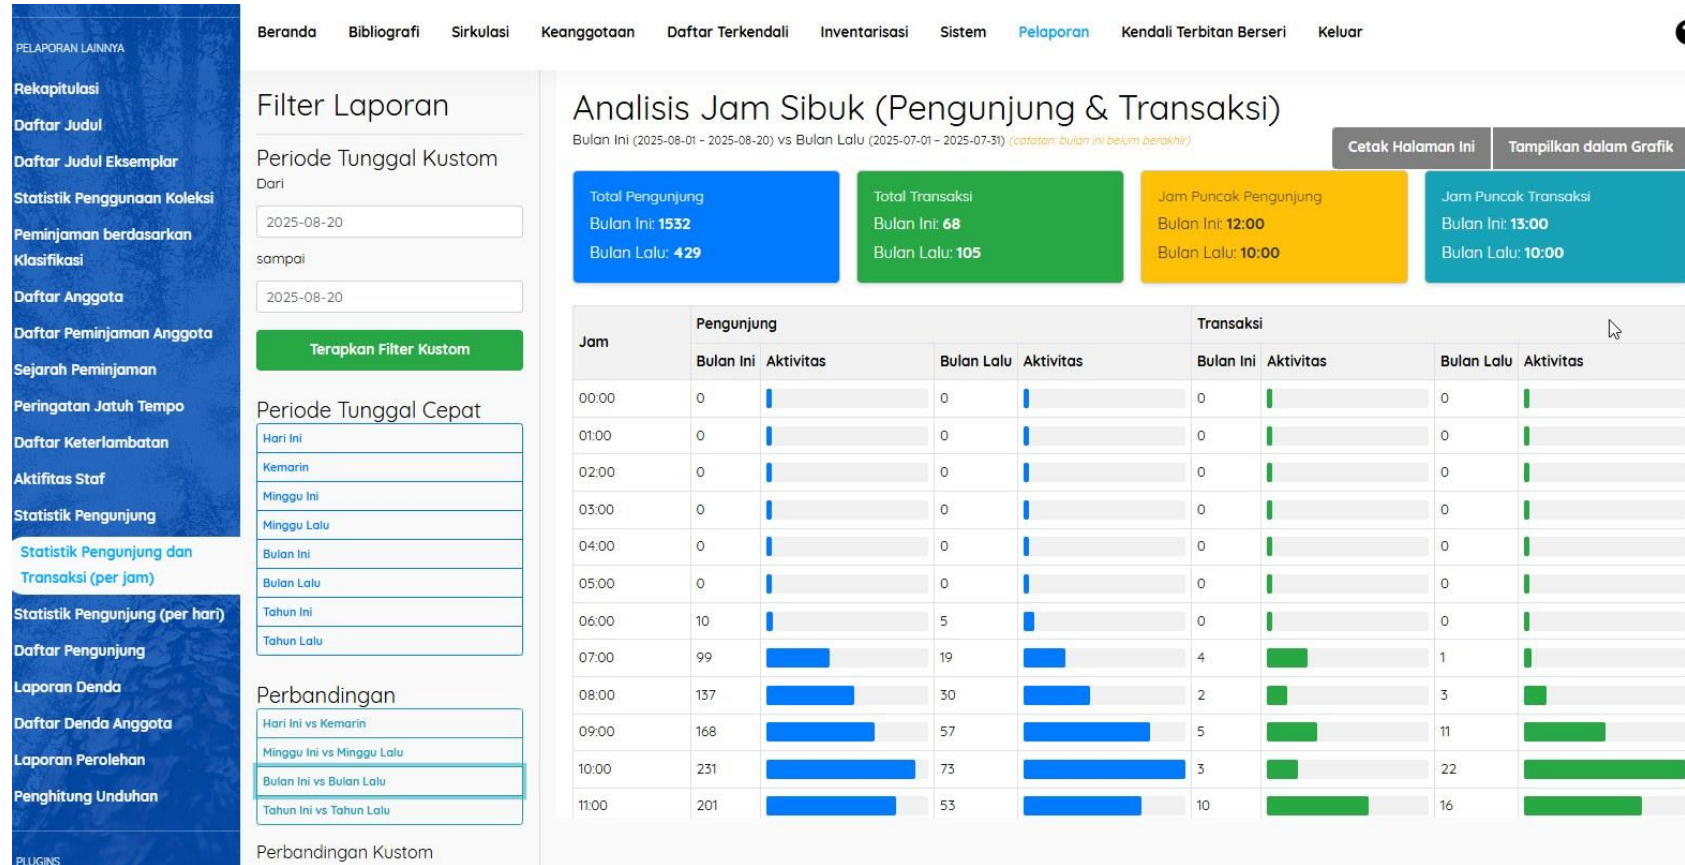 PELAPORAN LAINNYA
Rekapitulasi
Daftar Judul
Daftar Judul Eksemplar
Statistik Penggunaan Koleksi
Peminjaman berdasarkan
Klasifikasi
Daftar Anggota
Daftar Peminjaman Anggota
Sejarah Peminjaman
Peringatan Jatuh Tempo
Daftar Keterlambatan
Aktifitas Staf
Statistik Pengunjung
Statistik Pengunjung dan
Transaksi (per jam)
Statistik Pengunjung (per hari)
Daftar Pengunjung
Laporan Denda
Daftar Denda Anggota
Laporan Perolehan
Penghitung Unduhan
PLUGINS
Beranda Bibliografi Sirkulasi Keanggotaan Daftar Terkendali Inventarisasi Sistem Pelaporan Kendali Terbitan Berseri Keluar
Filter Laporan
Periode Tunggal Kustom
Dari
2025-08-20
sampai
2025-08-20
Terapkan Filter Kustom
Periode Tunggal Cepat
Hari Ini
Kemarin
Minggu Ini
Minggu Lalu
Bulan Ini
Bulan Lalu
Tahun Ini
Tahun Lalu
Perbandingan
Hari Ini vs Kemarin
Minggu Ini vs Minggu Lalu
Bulan Ini vs Bulan Lalu
Tahun Ini vs Tahun Lalu
Perbandingan Kustom
Analisis Jam Sibuk (Pengunjung & Transaksi)
Bulan Ini (2025-08-01 - 2025-08-20) vs Bulan Lalu (2025-07-01 - 2025-07-31) (catatan: bulan ini belum berakhir)
Cetak Halaman Ini Tampilkan dalam Grafik
Total Pengunjung
Bulan Ini: 1532
Bulan Lalu: 429
Total Transaksi
Bulan Ini: 68
Bulan Lalu: 105
Jam Puncak Pengunjung
Bulan Ini: 12:00
Bulan Lalu: 10:00
Jam Puncak Transaksi
Bulan Ini: 13:00
Bulan Lalu: 10:00
Jam Pengunjung Transaksi
Bulan Ini Aktivitas Bulan Lalu Aktivitas Bulan Ini Aktivitas Bulan Lalu Aktivitas
00:00 0 0 0 0
01:00 0 0 0 0
02:00 0 0 0 0
03:00 0 0 0 0
04:00 0 0 0 0
05:00 0 0 0 0
06:00 10 5 0 0
07:00 99 19 4 1
08:00 137 30 2 3
09:00 168 57 5 11
10:00 231 73 3 22
11:00 201 53 10 16